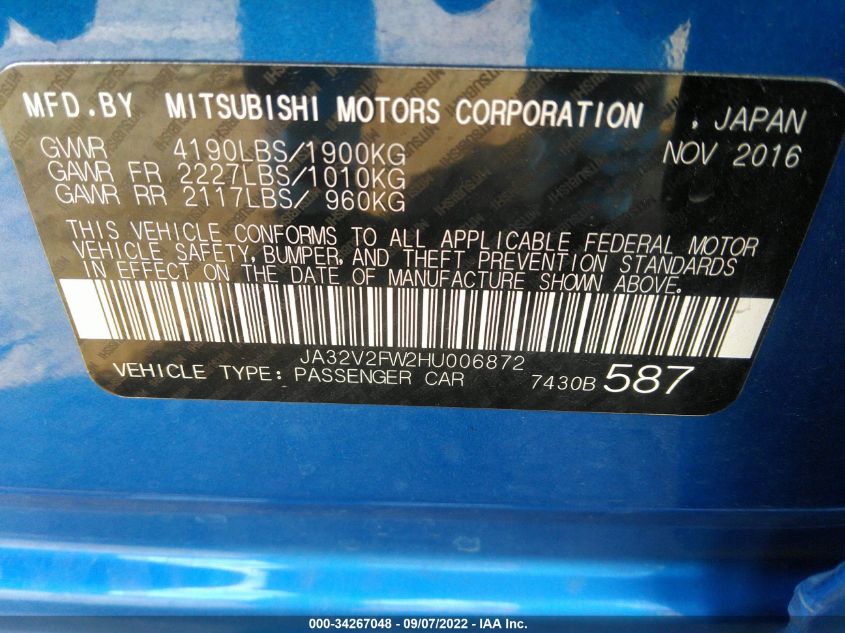 MFD.BY MITSUBISHI MOTORS CORPORATION , JAPAN
GVWR 4190LBS/1900KG NOV 2016
GAWR FR 2227LBS/1010KG
GAWR RR 2117LBS/ 960KG
THIS VEHICLE CONFORMS TO ALL APPLICABLE FEDERAL MOTOR
VEHICLE SAFETY, BUMPER, AND THEFT PREVENTION STANDARDS
IN EFFECT ON THE DATE OF MANUFACTURE SHOWN ABOVE.
JA32V2FW2HU006872
VEHICLE TYPE: PASSENGER CAR 7430B 587
000-34267048 - 09/07/2022 - IAA Inc.